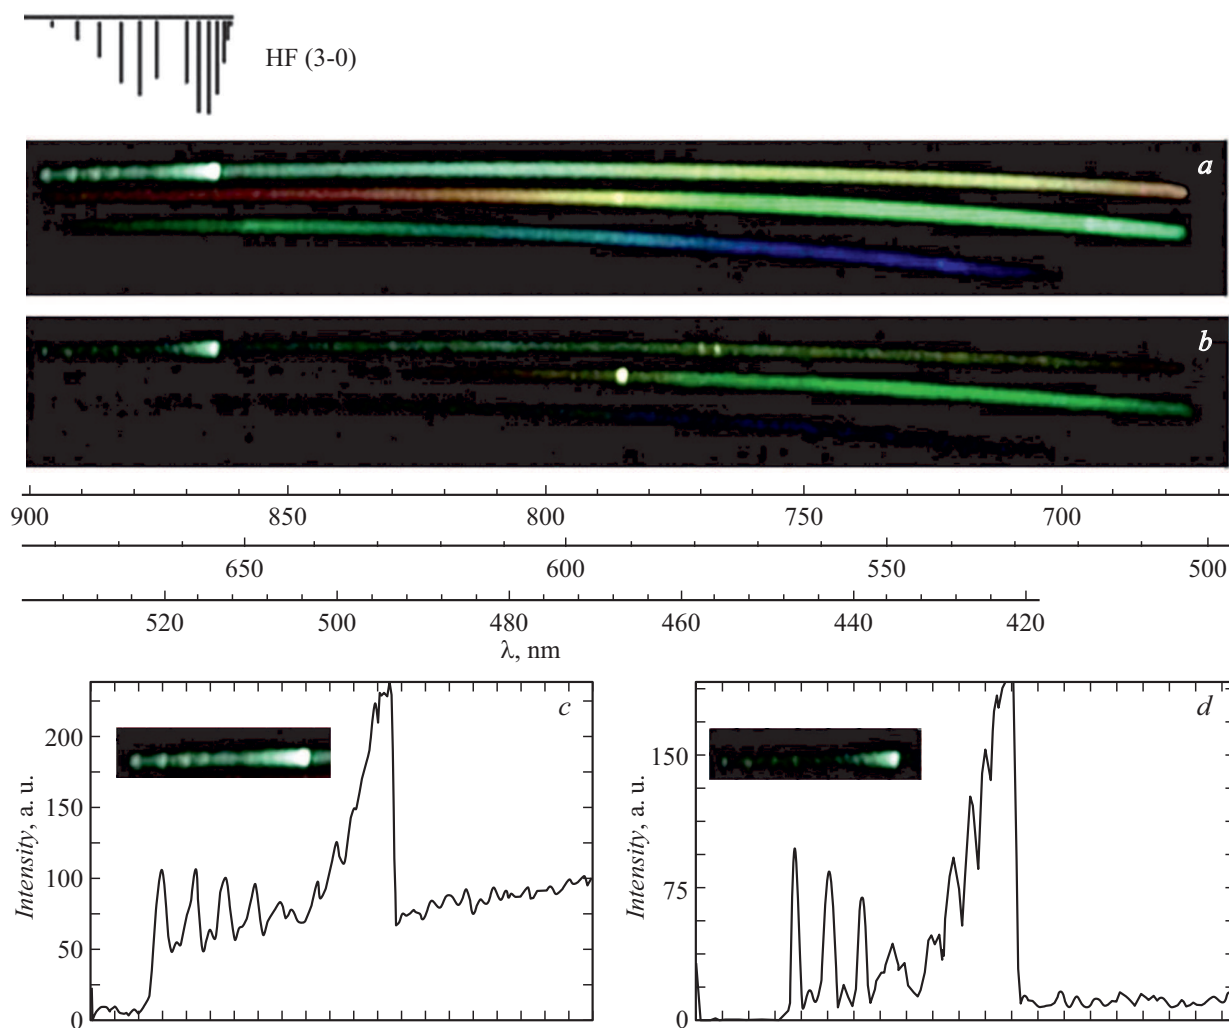 HF (3-0)
a
b
900 850 800 750 700
650 600 550 500
520 500 480 460 440 420
λ, nm
c
200
150
100
50
0
Intensity, a. u.
d
150
75
0
Intensity, a. u.